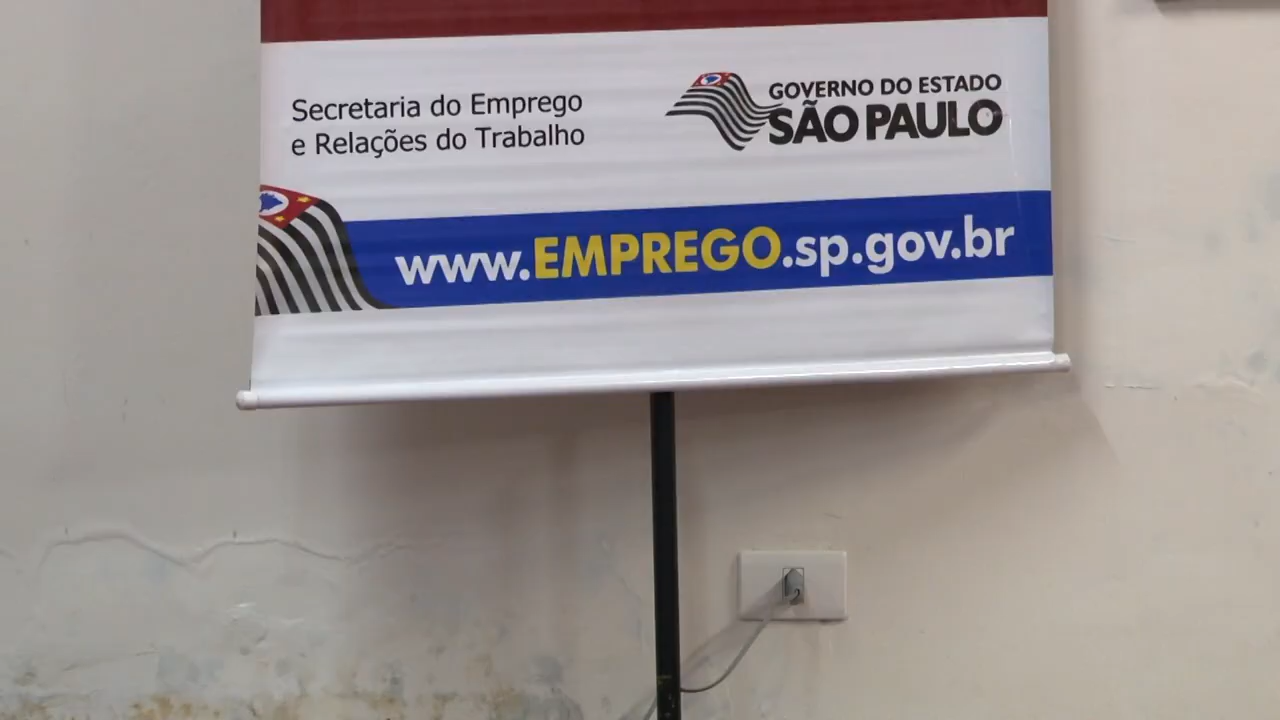 Secretaria do Emprego
e Relações do Trabalho
GOVERNO DO ESTADO
SÃO PAULO
www.EMPREGO.sp.gov.br